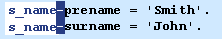 s_name-prename = 'Smith'.
s_name-surname = 'John'.